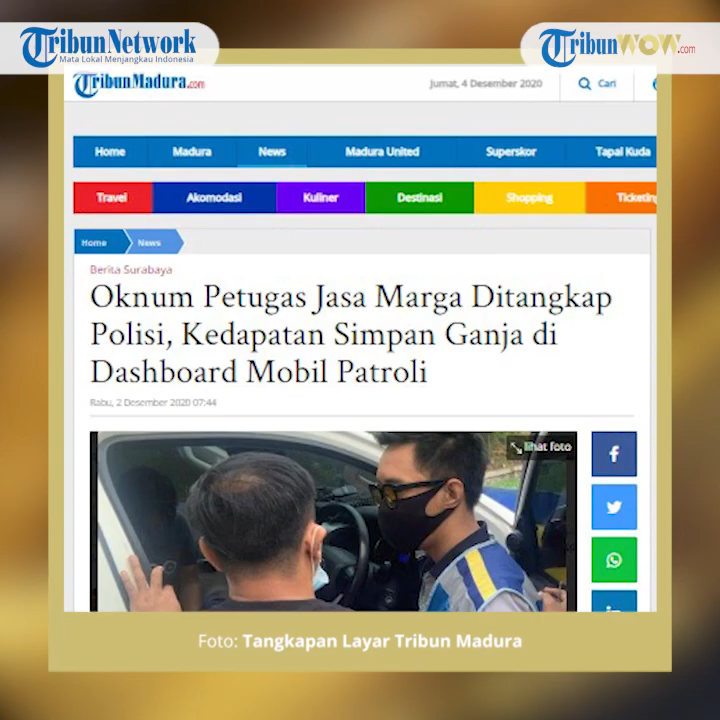 TribunNetwork
Mata Lokal Menjangkau Indonesia
TribunWOW.com
TribunMadura.com
Jumat, 4 Desember 2020
Cari
Home Madura News Madura United Superskor Tapal Kuda
Travel Akomodasi Kuliner Destinasi Shopping Ticketing
Home News
Berita Surabaya
Oknum Petugas Jasa Marga Ditangkap
Polisi, Kedapatan Simpan Ganja di
Dashboard Mobil Patroli
Rabu, 2 Desember 2020 07:44
lihat foto
Foto: Tangkapan Layar Tribun Madura